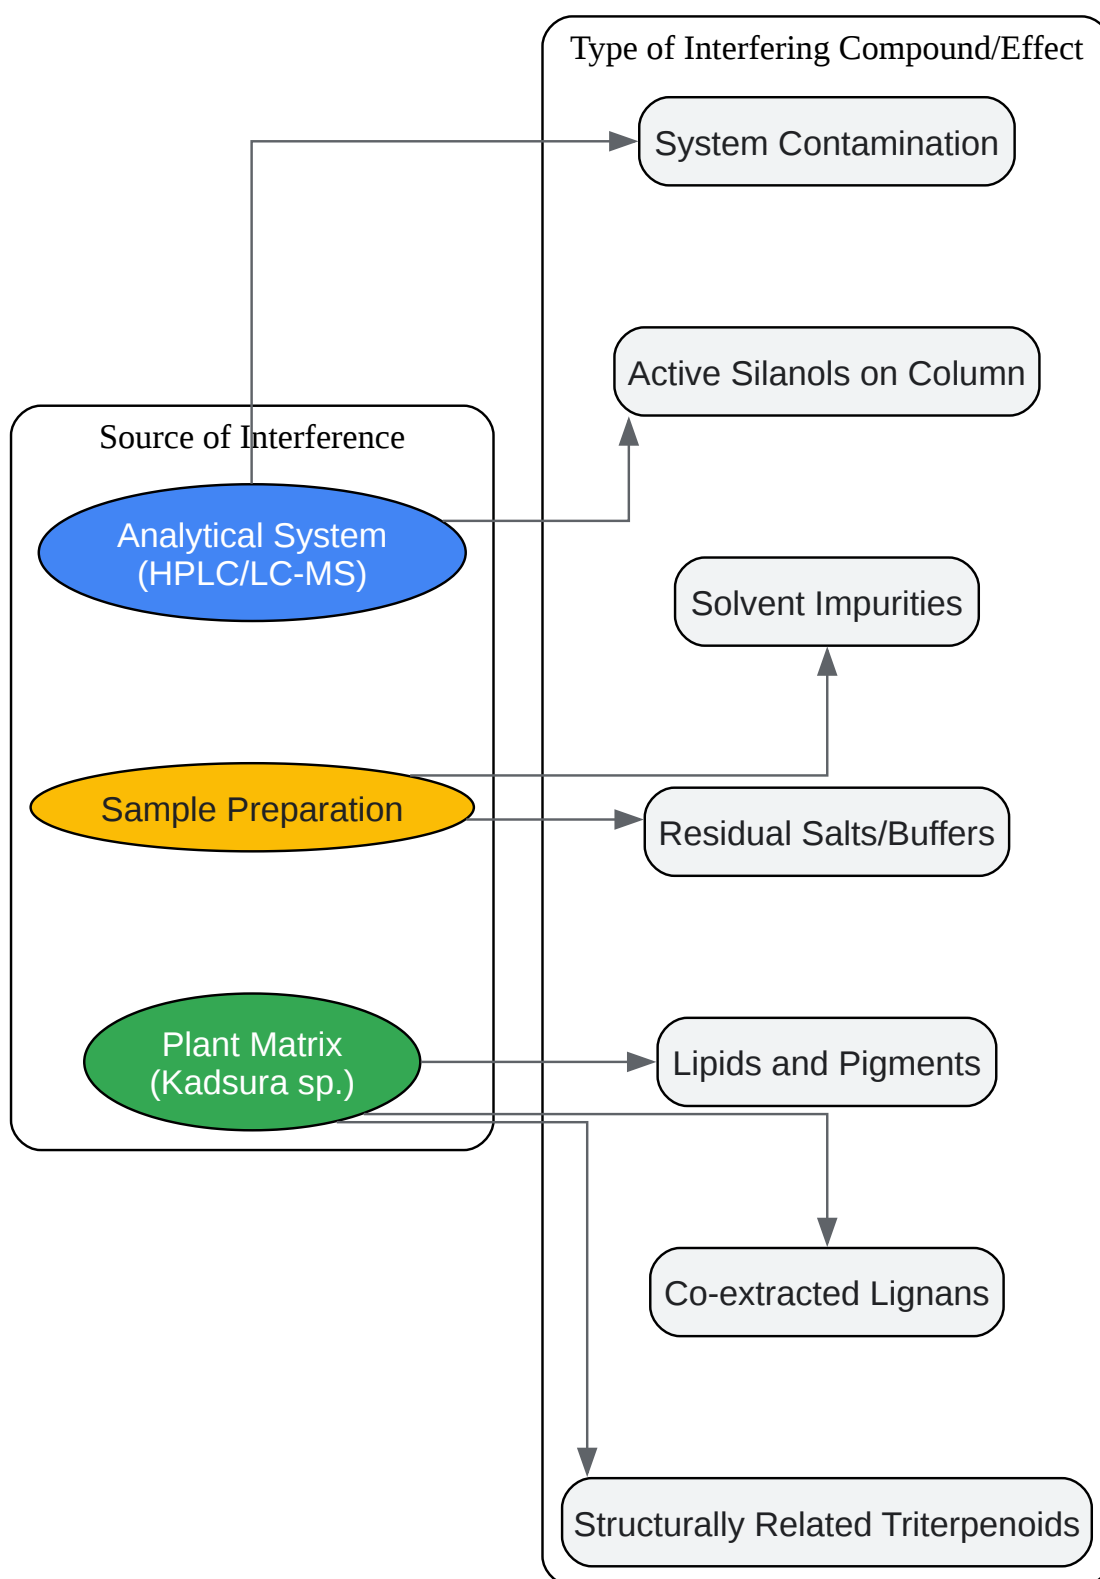 Type of Interfering Compound/Effect
System Contamination
Active Silanols on Column
Source of Interference
Analytical System
(HPLC/LC-MS)
Solvent Impurities
Sample Preparation
Residual Salts/Buffers
Plant Matrix
(Kadsura sp.)
Lipids and Pigments
Co-extracted Lignans
Structurally Related Triterpenoids